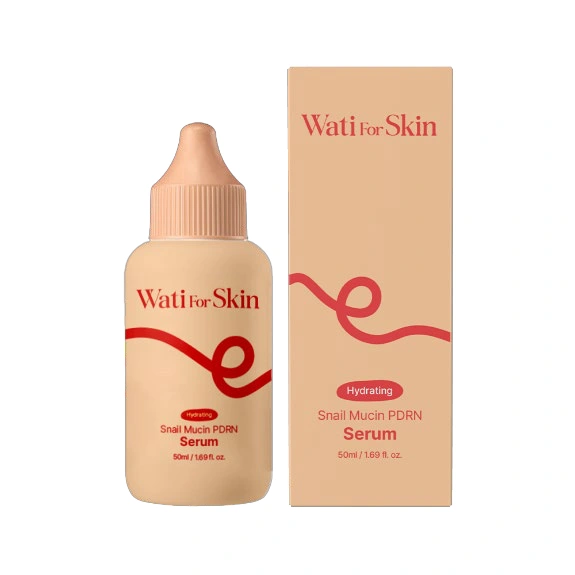 Wati For Skin
Hydrating
Snail Mucin PDRN
Serum
50ml / 1.69 fl. oz.
Wati For Skin
Hydrating
Snail Mucin PDRN
Serum
50ml / 1.69 fl. oz.